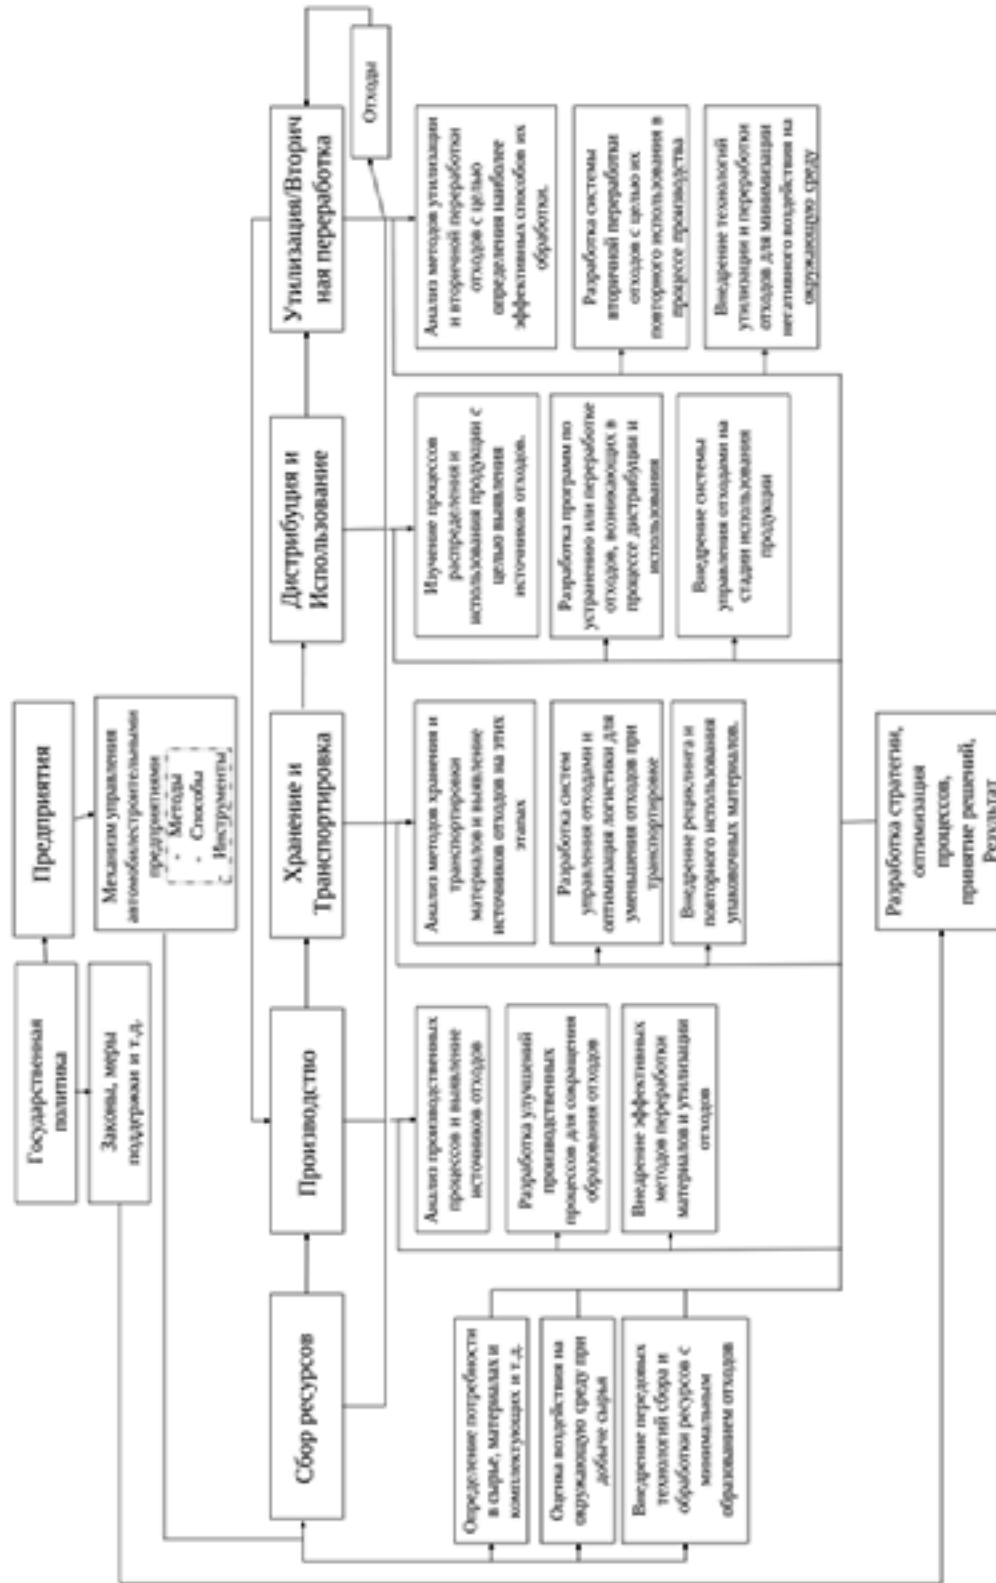 Государственная
политика
Предприятия
Законы, меры
поддержки и т.д.
Механизм управления
автомобилестроительными
предприятиями
- Методы
- Способы
Инструменты
Сбор ресурсов
Производство
Хранение и
Транспортировка
Дистрибуция и
Использование
Утилизация/Вторич
ная переработка
Отходы
Определение потребности
в сырье, материалах и
комплектующих и т.д.
Оценка воздействия на
окружающую среду при
добыче сырья
Внедрение передовых
технологий сбора и
обработки ресурсов с
минимальным
образованием отходов
Анализ производственных
процессов и выявление
источников отходов
Разработка улучшений
производственных
процессов для сокращения
образования отходов
Внедрение эффективных
методов переработки
материалов и утилизации
отходов
Анализ методов хранения и
транспортировки
материалов и выявление
источников отходов на этих
этапах
Разработка систем
управления отходами и
оптимизация логистики для
уменьшения отходов при
транспортировке
Внедрение рециклинга и
повторного использования
упаковочных материалов.
Изучение процессов
распределения и
использования продукции с
целью выявления
источников отходов.
Разработка программ по
устранению или переработке
отходов, возникающих в
процессе дистрибуции и
использования
Внедрение системы
управления отходами на
стадии использования
продукции
Анализ методов утилизации
и вторичной переработки
отходов с целью
определения наиболее
эффективных способов их
обработки.
Разработка системы
вторичной переработки
отходов с целью их
повторного использования в
процессе производства
Внедрение технологий
утилизации и переработки
отходов для минимизации
негативного воздействия на
окружающую среду
Разработка стратегии,
оптимизация
процессов,
принятие решений,
Результат